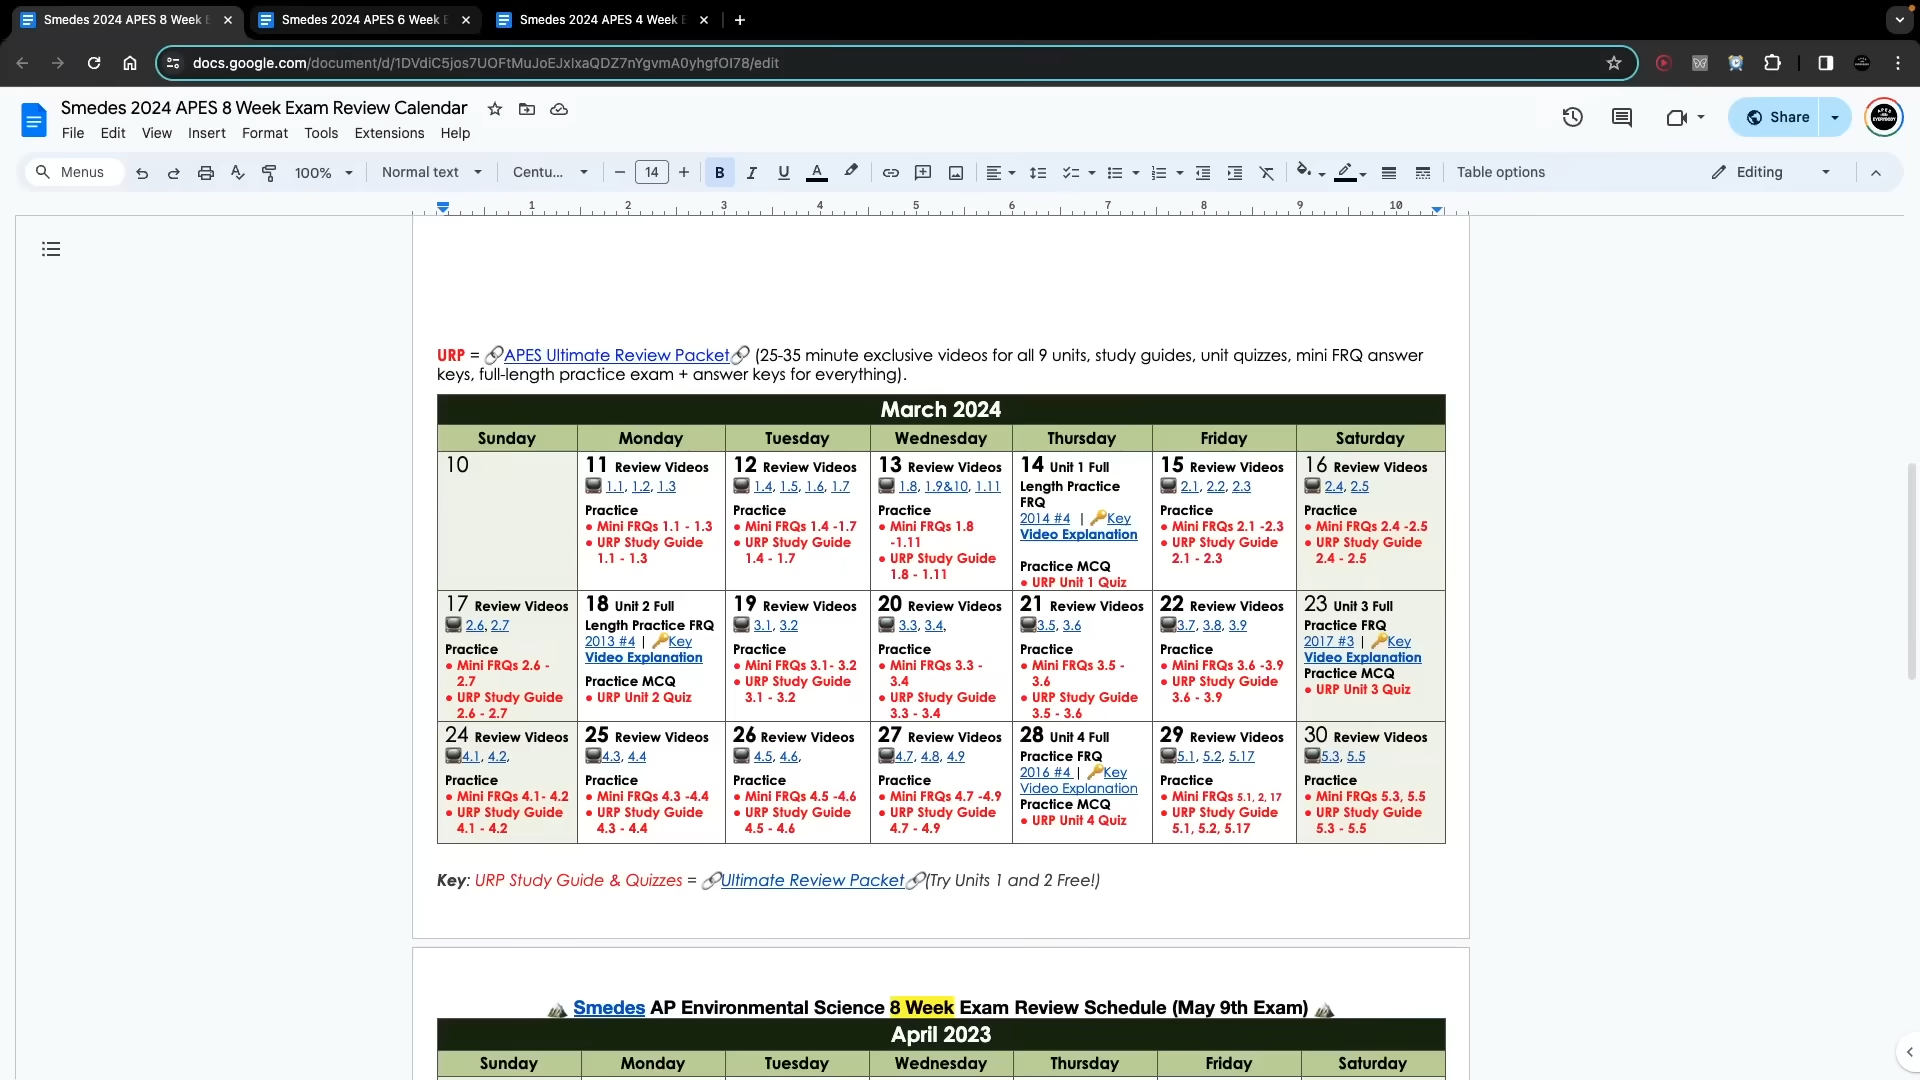 Smedes 2024 APES 8 Week E
Smedes 2024 APES 6 Week E
Smedes 2024 APES 4 Week E
docs.google.com/document/d/1DVdiC5jos7UOFtMuJoEJxIxaQDZ7nYgvmA0yhgfOI78/edit
Smedes 2024 APES 8 Week Exam Review Calendar
File Edit View Insert Format Tools Extensions Help
Share
Menus 100% Normal text Centu... 14 B I U A Table options Editing
1 2 3 4 5 6 7 8 9 10
URP = 🔗APES Ultimate Review Packet🔗 (25-35 minute exclusive videos for all 9 units, study guides, unit quizzes, mini FRQ answer
keys, full-length practice exam + answer keys for everything).
March 2024
Sunday Monday Tuesday Wednesday Thursday Friday Saturday
10
11 Review Videos
1.1, 1.2, 1.3
Practice
● Mini FRQs 1.1 - 1.3
● URP Study Guide
1.1 - 1.3
12 Review Videos
1.4, 1.5, 1.6, 1.7
Practice
● Mini FRQs 1.4 -1.7
● URP Study Guide
1.4 - 1.7
13 Review Videos
1.8, 1.9&10, 1.11
Practice
● Mini FRQs 1.8
-1.11
● URP Study Guide
1.8 - 1.11
14 Unit 1 Full
Length Practice
FRQ
2014 #4 | 🔑Key
Video Explanation
Practice MCQ
● URP Unit 1 Quiz
15 Review Videos
2.1, 2.2, 2.3
Practice
● Mini FRQs 2.1 -2.3
● URP Study Guide
2.1 - 2.3
16 Review Videos
2.4, 2.5
Practice
● Mini FRQs 2.4 -2.5
● URP Study Guide
2.4 - 2.5
17 Review Videos
2.6, 2.7
Practice
● Mini FRQs 2.6 -
2.7
● URP Study Guide
2.6 - 2.7
18 Unit 2 Full
Length Practice FRQ
2013 #4 | 🔑Key
Video Explanation
Practice MCQ
● URP Unit 2 Quiz
19 Review Videos
3.1, 3.2
Practice
● Mini FRQs 3.1- 3.2
● URP Study Guide
3.1 - 3.2
20 Review Videos
3.3, 3.4,
Practice
● Mini FRQs 3.3 -
3.4
● URP Study Guide
3.3 - 3.4
21 Review Videos
3.5, 3.6
Practice
● Mini FRQs 3.5 -
3.6
● URP Study Guide
3.5 - 3.6
22 Review Videos
3.7, 3.8, 3.9
Practice
● Mini FRQs 3.6 -3.9
● URP Study Guide
3.6 - 3.9
23 Unit 3 Full
Practice FRQ
2017 #3 | 🔑Key
Video Explanation
Practice MCQ
● URP Unit 3 Quiz
24 Review Videos
4.1, 4.2,
Practice
● Mini FRQs 4.1- 4.2
● URP Study Guide
4.1 - 4.2
25 Review Videos
4.3, 4.4
Practice
● Mini FRQs 4.3 -4.4
● URP Study Guide
4.3 - 4.4
26 Review Videos
4.5, 4.6,
Practice
● Mini FRQs 4.5 -4.6
● URP Study Guide
4.5 - 4.6
27 Review Videos
4.7, 4.8, 4.9
Practice
● Mini FRQs 4.7 -4.9
● URP Study Guide
4.7 - 4.9
28 Unit 4 Full
Practice FRQ
2016 #4 | 🔑Key
Video Explanation
Practice MCQ
● URP Unit 4 Quiz
29 Review Videos
5.1, 5.2, 5.17
Practice
● Mini FRQs 5.1, 2, 17
● URP Study Guide
5.1, 5.2, 5.17
30 Review Videos
5.3, 5.5
Practice
● Mini FRQs 5.3, 5.5
● URP Study Guide
5.3 - 5.5
Key: URP Study Guide & Quizzes = 🔗Ultimate Review Packet🔗(Try Units 1 and 2 Free!)
Smedes AP Environmental Science 8 Week Exam Review Schedule (May 9th Exam)
April 2023
Sunday Monday Tuesday Wednesday Thursday Friday Saturday